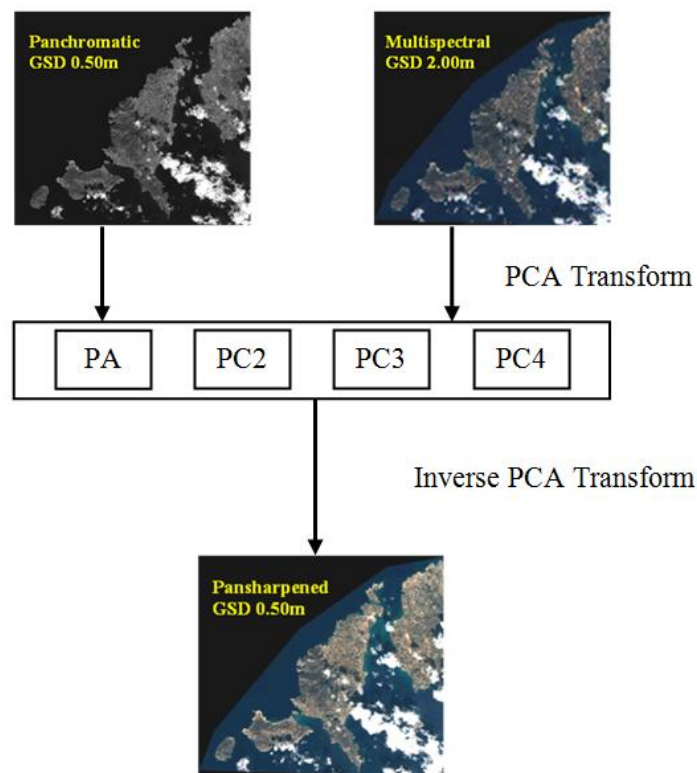 Panchromatic
GSD 0.50m
Multispectral
GSD 2.00m
PCA Transform
PA
PC2
PC3
PC4
Inverse PCA Transform
Pansharpened
GSD 0.50m